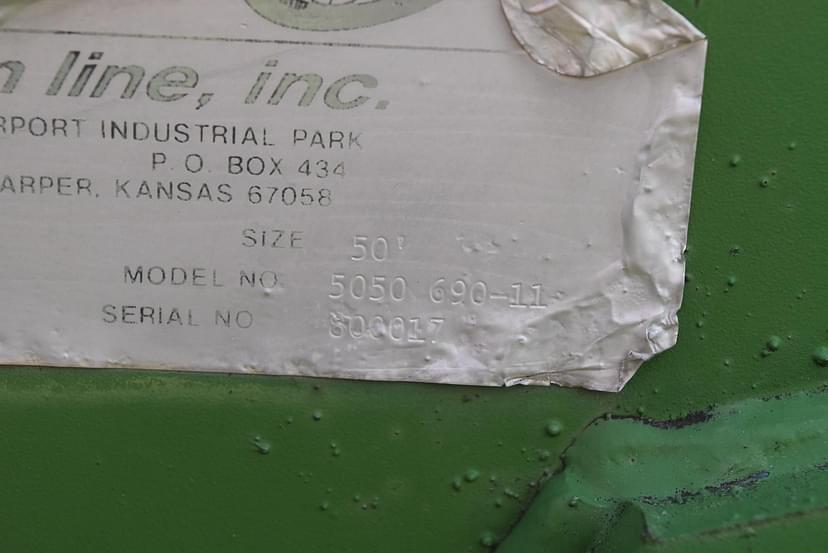 n line, inc.
RPORT INDUSTRIAL PARK
P.O. BOX 434
ARPER, KANSAS 67058
SIZE 50'
MODEL NO 5050 690-11
SERIAL NO 800017